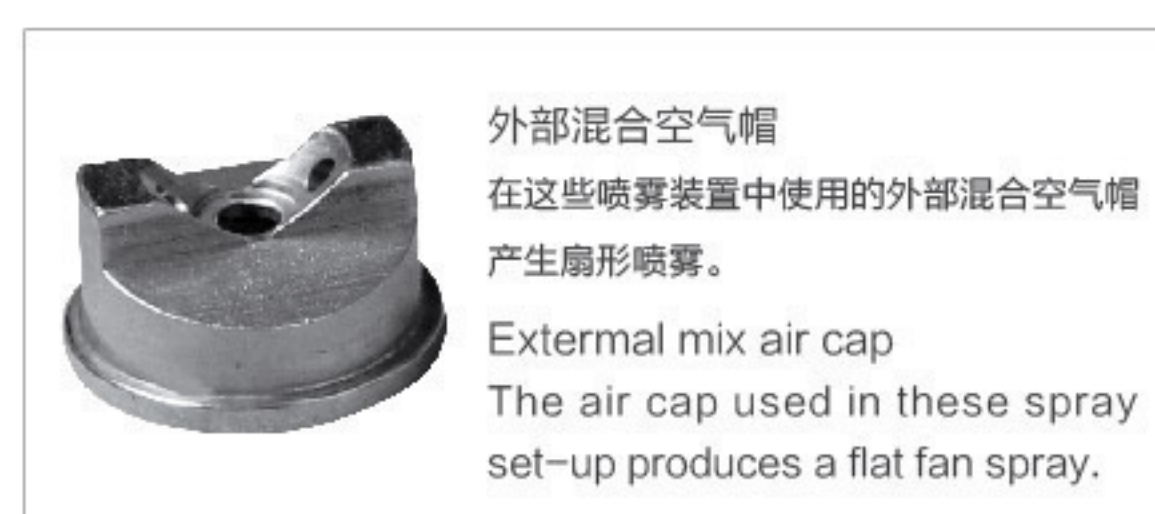 外部混合空气帽
在这些喷雾装置中使用的外部混合空气帽
产生扇形喷雾。
Extermal mix air cap
The air cap used in these spray
set-up produces a flat fan spray.